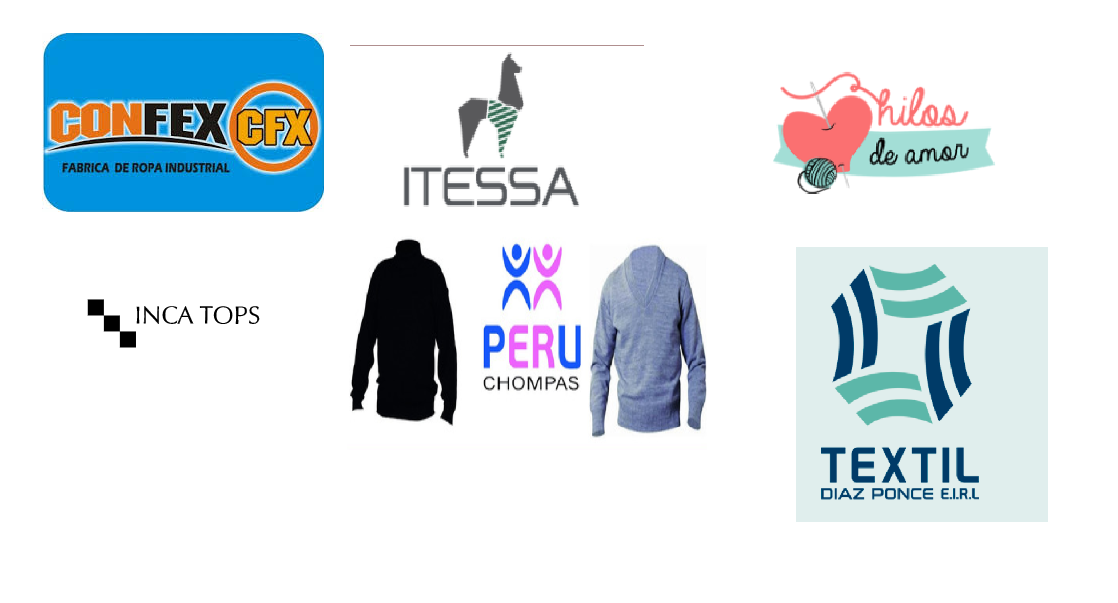 CONFEX CFX
FABRICA DE ROPA INDUSTRIAL
ITESSA
hilos
de amor
INCA TOPS
PERU
CHOMPAS
TEXTIL
DIAZ PONCE E.I.R.L